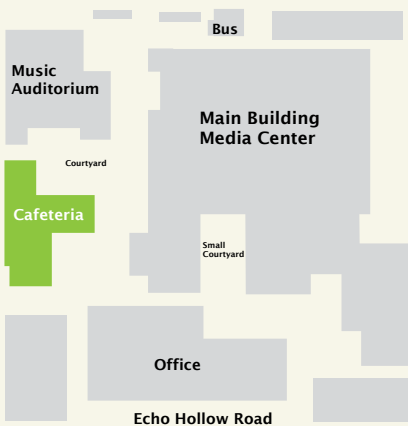 Bus
Music
Auditorium
Main Building
Media Center
Courtyard
Cafeteria
Small
Courtyard
Office
Echo Hollow Road